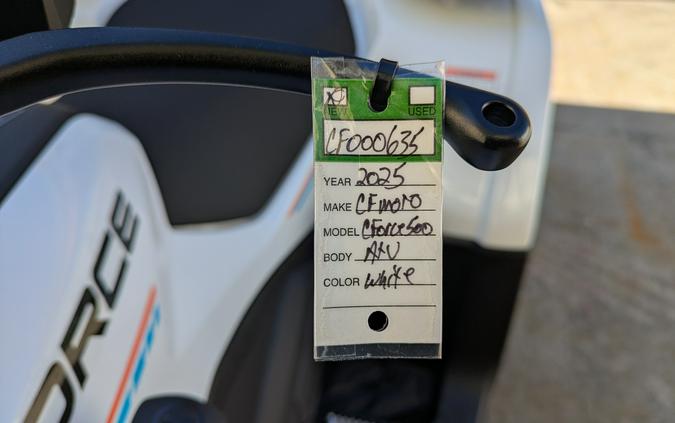 NEW USED
CF000635
YEAR 2025
MAKE CFmoto
MODEL CForce500
BODY Atv
COLOR white
ORCE